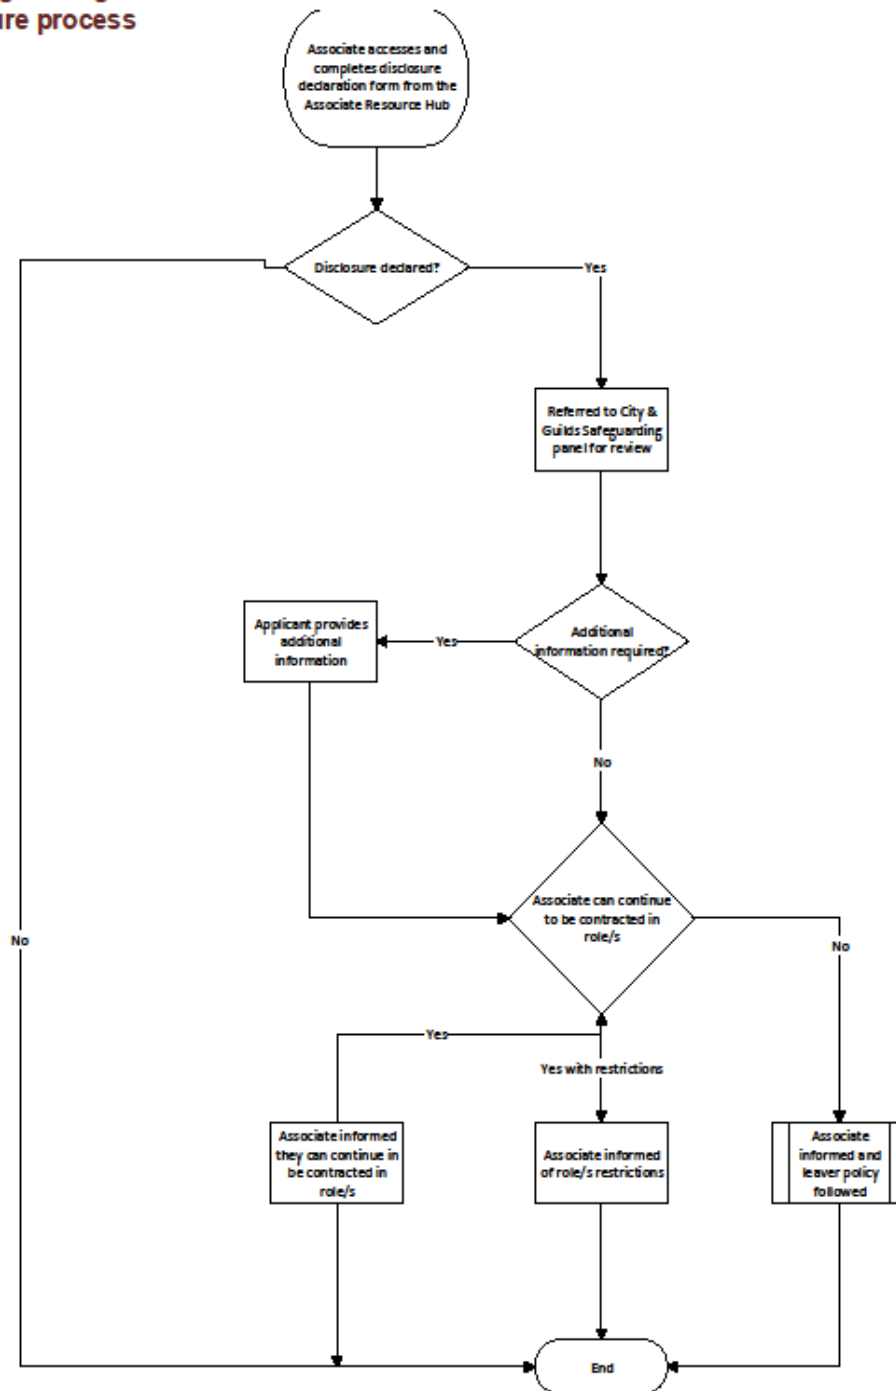 ure process
Associate accesses and
completes disclosure
declaration form from the
Associate Resource Hub
Disclosure declared?
Yes
Referred to City &
Guilds Safeguarding
panel for review
Applicant provides
additional
information
Yes
Additional
information required?
No
Associate can continue
to be contracted in
role/s
No
No
Yes
Yes with restrictions
Associate informed
they can continue in
be contracted in
role/s
Associate informed
of role/s restrictions
Associate
informed and
leaver policy
followed
End